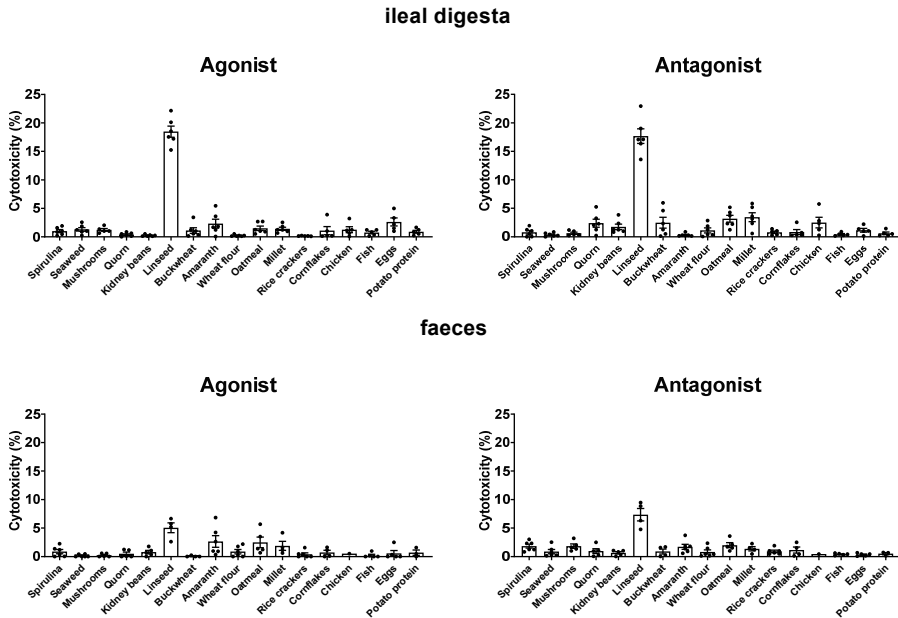 ileal digesta
Agonist
Cytotoxicity (%)
25
20
15
10
5
0
Spirulina
Seaweed
Mushrooms
Quorn
Kidney beans
Linseed
Buckwheat
Amaranth
Wheat flour
Oatmeal
Millet
Rice crackers
Cornflakes
Chicken
Fish
Eggs
Potato protein
Antagonist
Cytotoxicity (%)
25
20
15
10
5
0
Spirulina
Seaweed
Mushrooms
Quorn
Kidney beans
Linseed
Buckwheat
Amaranth
Wheat flour
Oatmeal
Millet
Rice crackers
Cornflakes
Chicken
Fish
Eggs
Potato protein
faeces
Agonist
Cytotoxicity (%)
25
20
15
10
5
0
Spirulina
Seaweed
Mushrooms
Quorn
Kidney beans
Linseed
Buckwheat
Amaranth
Wheat flour
Oatmeal
Millet
Rice crackers
Cornflakes
Chicken
Fish
Eggs
Potato protein
Antagonist
Cytotoxicity (%)
25
20
15
10
5
0
Spirulina
Seaweed
Mushrooms
Quorn
Kidney beans
Linseed
Buckwheat
Amaranth
Wheat flour
Oatmeal
Millet
Rice crackers
Cornflakes
Chicken
Fish
Eggs
Potato protein